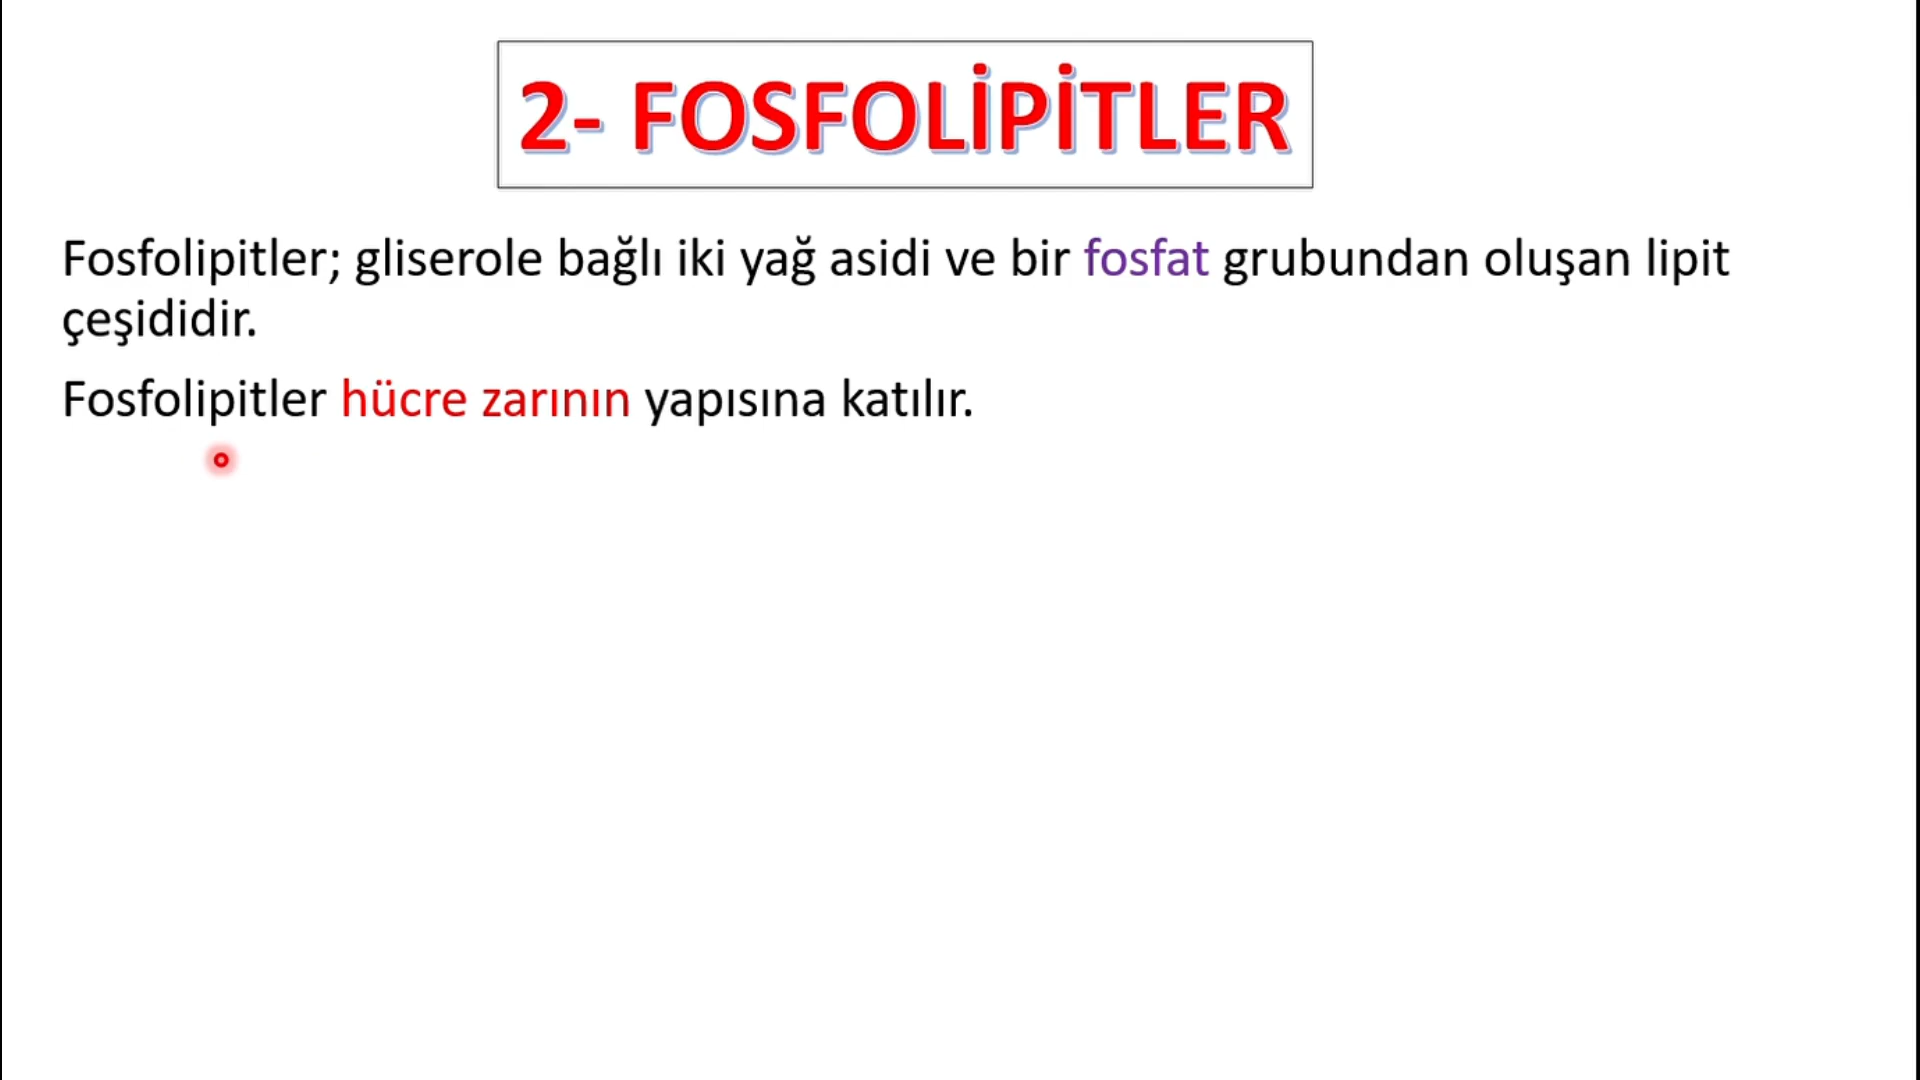 2- FOSFOLİPİTLER
Fosfolipitler; gliserole bağlı iki yağ asidi ve bir fosfat grubundan oluşan lipit
çeşididir.
Fosfolipitler hücre zarının yapısına katılır.